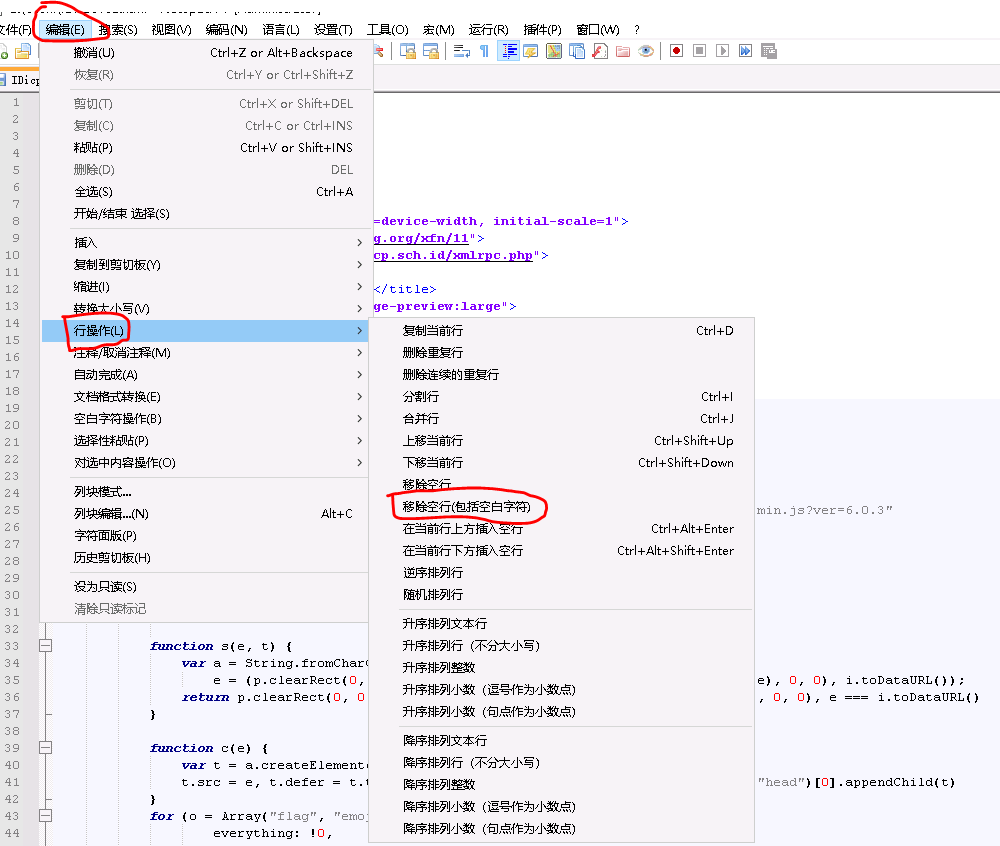 文件(F) 编辑(E) 搜索(S) 视图(V) 编码(N) 语言(L) 设置(T) 工具(O) 宏(M) 运行(R) 插件(P) 窗口(W) ?
撤消(U) Ctrl+Z or Alt+Backspace
恢复(R) Ctrl+Y or Ctrl+Shift+Z
剪切(T) Ctrl+X or Shift+DEL
复制(C) Ctrl+C or Ctrl+INS
粘贴(P) Ctrl+V or Shift+INS
删除(D) DEL
全选(S) Ctrl+A
开始/结束 选择(S)
插入
复制到剪切板(Y)
缩进(I)
转换大小写(V)
行操作(L)
注释/取消注释(M)
自动完成(A)
文档格式转换(E)
空白字符操作(B)
选择性粘贴(P)
对选中内容操作(O)
列块模式...
列块编辑...(N) Alt+C
字符面版(P)
历史剪切板(H)
设为只读(S)
清除只读标记
复制当前行 Ctrl+D
删除重复行
删除连续的重复行
分割行 Ctrl+I
合并行 Ctrl+J
上移当前行 Ctrl+Shift+Up
下移当前行 Ctrl+Shift+Down
移除空行
移除空行(包括空白字符)
在当前行上方插入空行 Ctrl+Alt+Enter
在当前行下方插入空行 Ctrl+Alt+Shift+Enter
逆序排列行
随机排列行
升序排列文本行
升序排列行（不分大小写）
升序排列整数
升序排列小数（逗号作为小数点）
升序排列小数（句点作为小数点）
降序排列文本行
降序排列行（不分大小写）
降序排列整数
降序排列小数（逗号作为小数点）
降序排列小数（句点作为小数点）
IDicp
1
2
3
4
5
6
7
8 =device-width, initial-scale=1">
9 g.org/xfn/11">
10 cp.sch.id/xmlrpc.php">
11
12 </title>
13 ge-preview:large">
14
15
16
17
18
19
20
21
22
23
24
25 min.js?ver=6.0.3"
26
27
28
29
30
31
32
33 function s(e, t) {
34 var a = String.fromChar
35 e = (p.clearRect(0, e), 0, 0), i.toDataURL());
36 return p.clearRect(0, 0 , 0, 0), e === i.toDataURL()
37 }
38
39 function c(e) {
40 var t = a.createElement
41 t.src = e, t.defer = t. "head")[0].appendChild(t)
42 }
43 for (o = Array("flag", "emo
44 everything: !0,